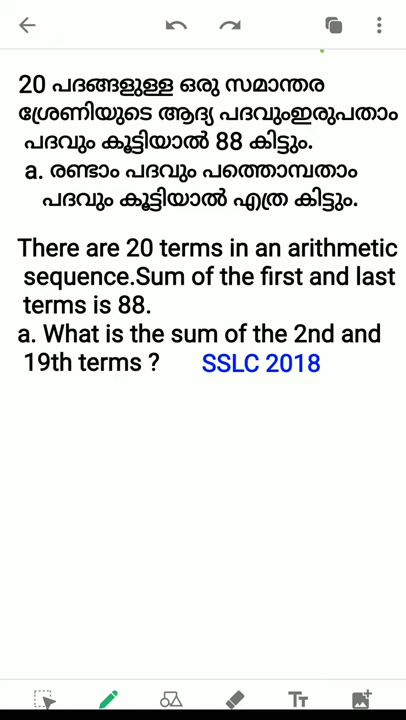 20 പദങ്ങളുള്ള ഒരു സമാന്തര
ശ്രേണിയുടെ ആദ്യ പദവുംഇരുപതാം
പദവും കൂട്ടിയാൽ 88 കിട്ടും.
a. രണ്ടാം പദവും പത്തൊമ്പതാം
പദവും കൂട്ടിയാൽ എത്ര കിട്ടും.
There are 20 terms in an arithmetic
sequence.Sum of the first and last
terms is 88.
a. What is the sum of the 2nd and
19th terms ? SSLC 2018
Tт